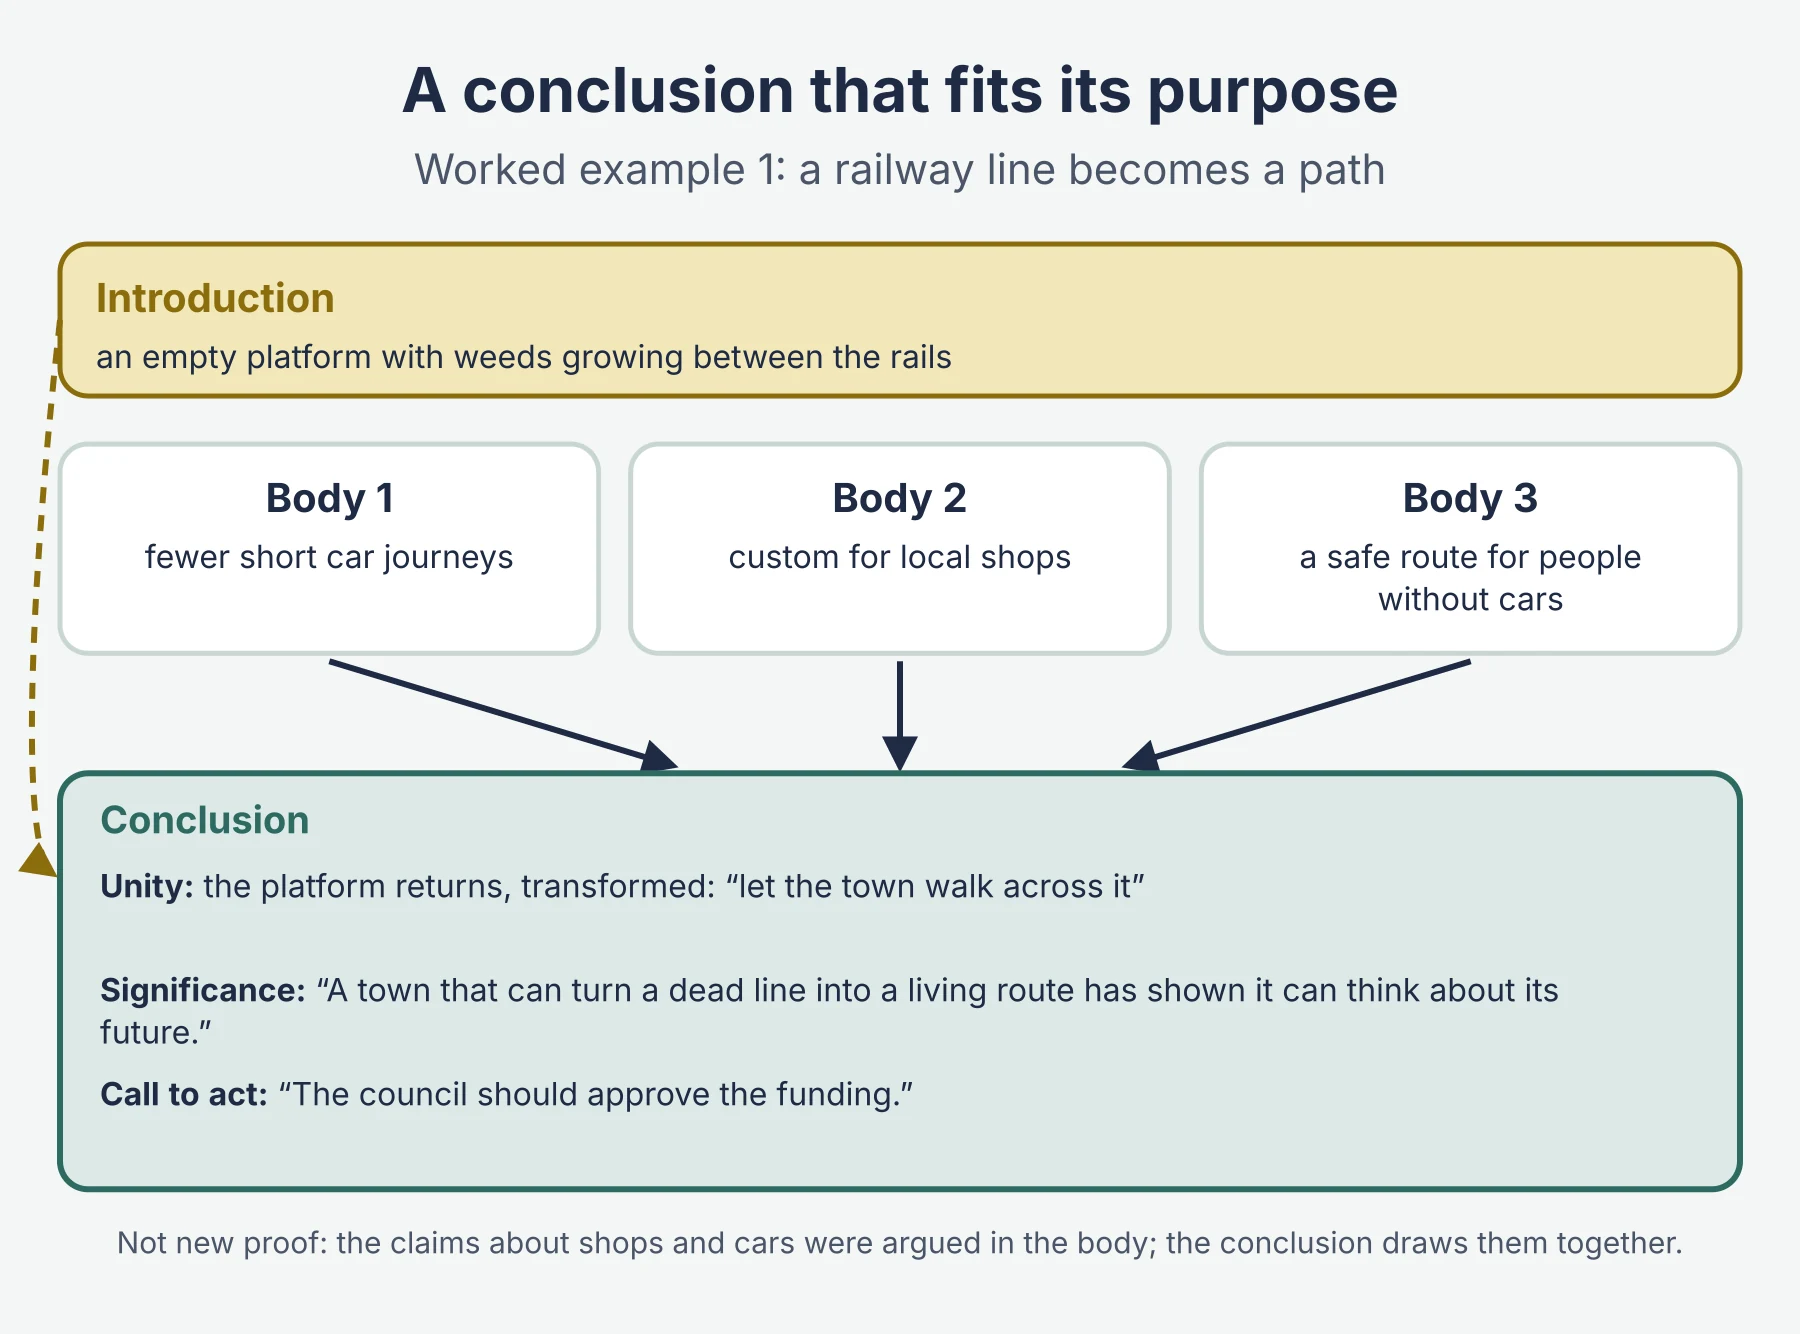 A conclusion that fits its purpose
Worked example 1: a railway line becomes a path
Introduction
an empty platform with weeds growing between the rails
Body 1
fewer short car journeys
Body 2
custom for local shops
Body 3
a safe route for people
without cars
Conclusion
Unity: the platform returns, transformed: “let the town walk across it”
Significance: “A town that can turn a dead line into a living route has shown it can think about its
future.”
Call to act: “The council should approve the funding.”
Not new proof: the claims about shops and cars were argued in the body; the conclusion draws them together.